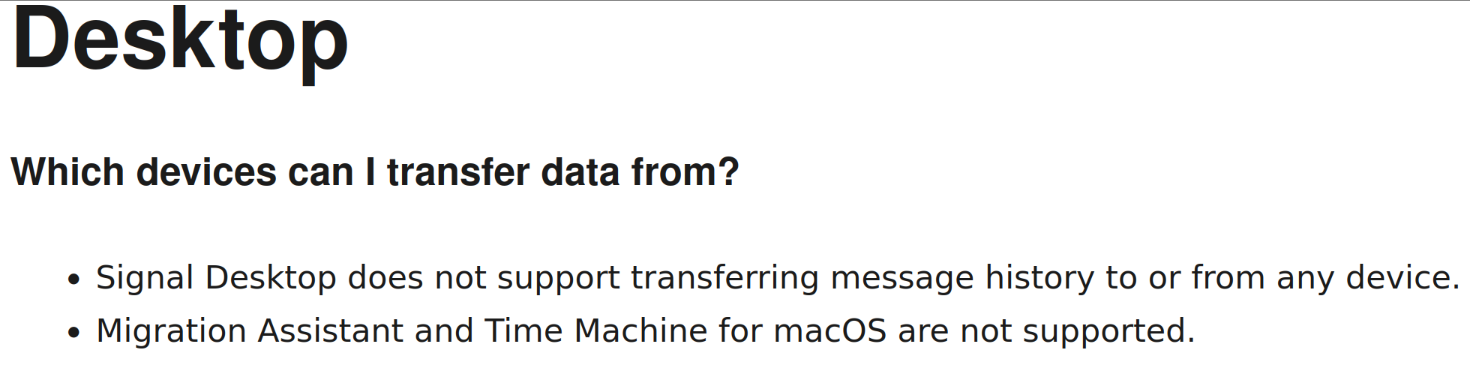 Desktop
Which devices can I transfer data from?
• Signal Desktop does not support transferring message history to or from any device.
• Migration Assistant and Time Machine for macOS are not supported.